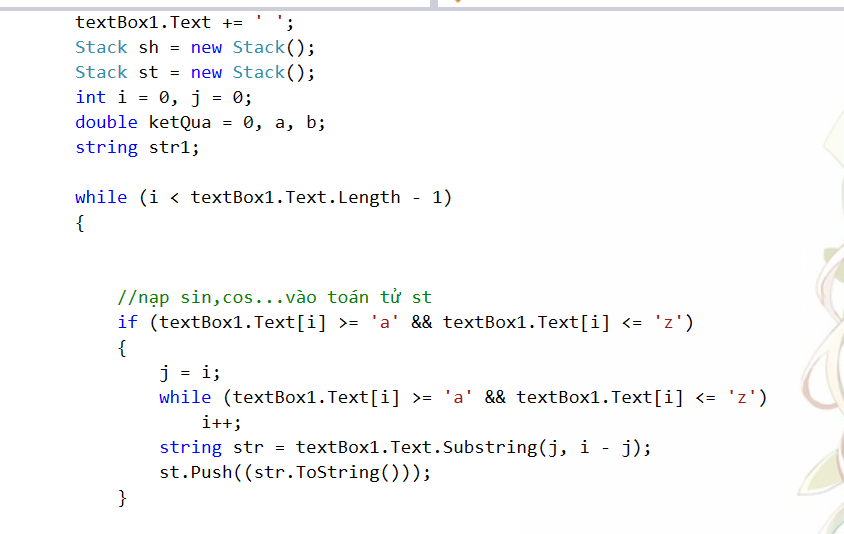 textBox1.Text += ' ';
Stack sh = new Stack();
Stack st = new Stack();
int i = 0, j = 0;
double ketQua = 0, a, b;
string str1;
while (i < textBox1.Text.Length - 1)
{
//nạp sin,cos...vào toán tử st
if (textBox1.Text[i] >= 'a' && textBox1.Text[i] <= 'z')
{
j = i;
while (textBox1.Text[i] >= 'a' && textBox1.Text[i] <= 'z')
i++;
string str = textBox1.Text.Substring(j, i - j);
st.Push((str.ToString()));
}